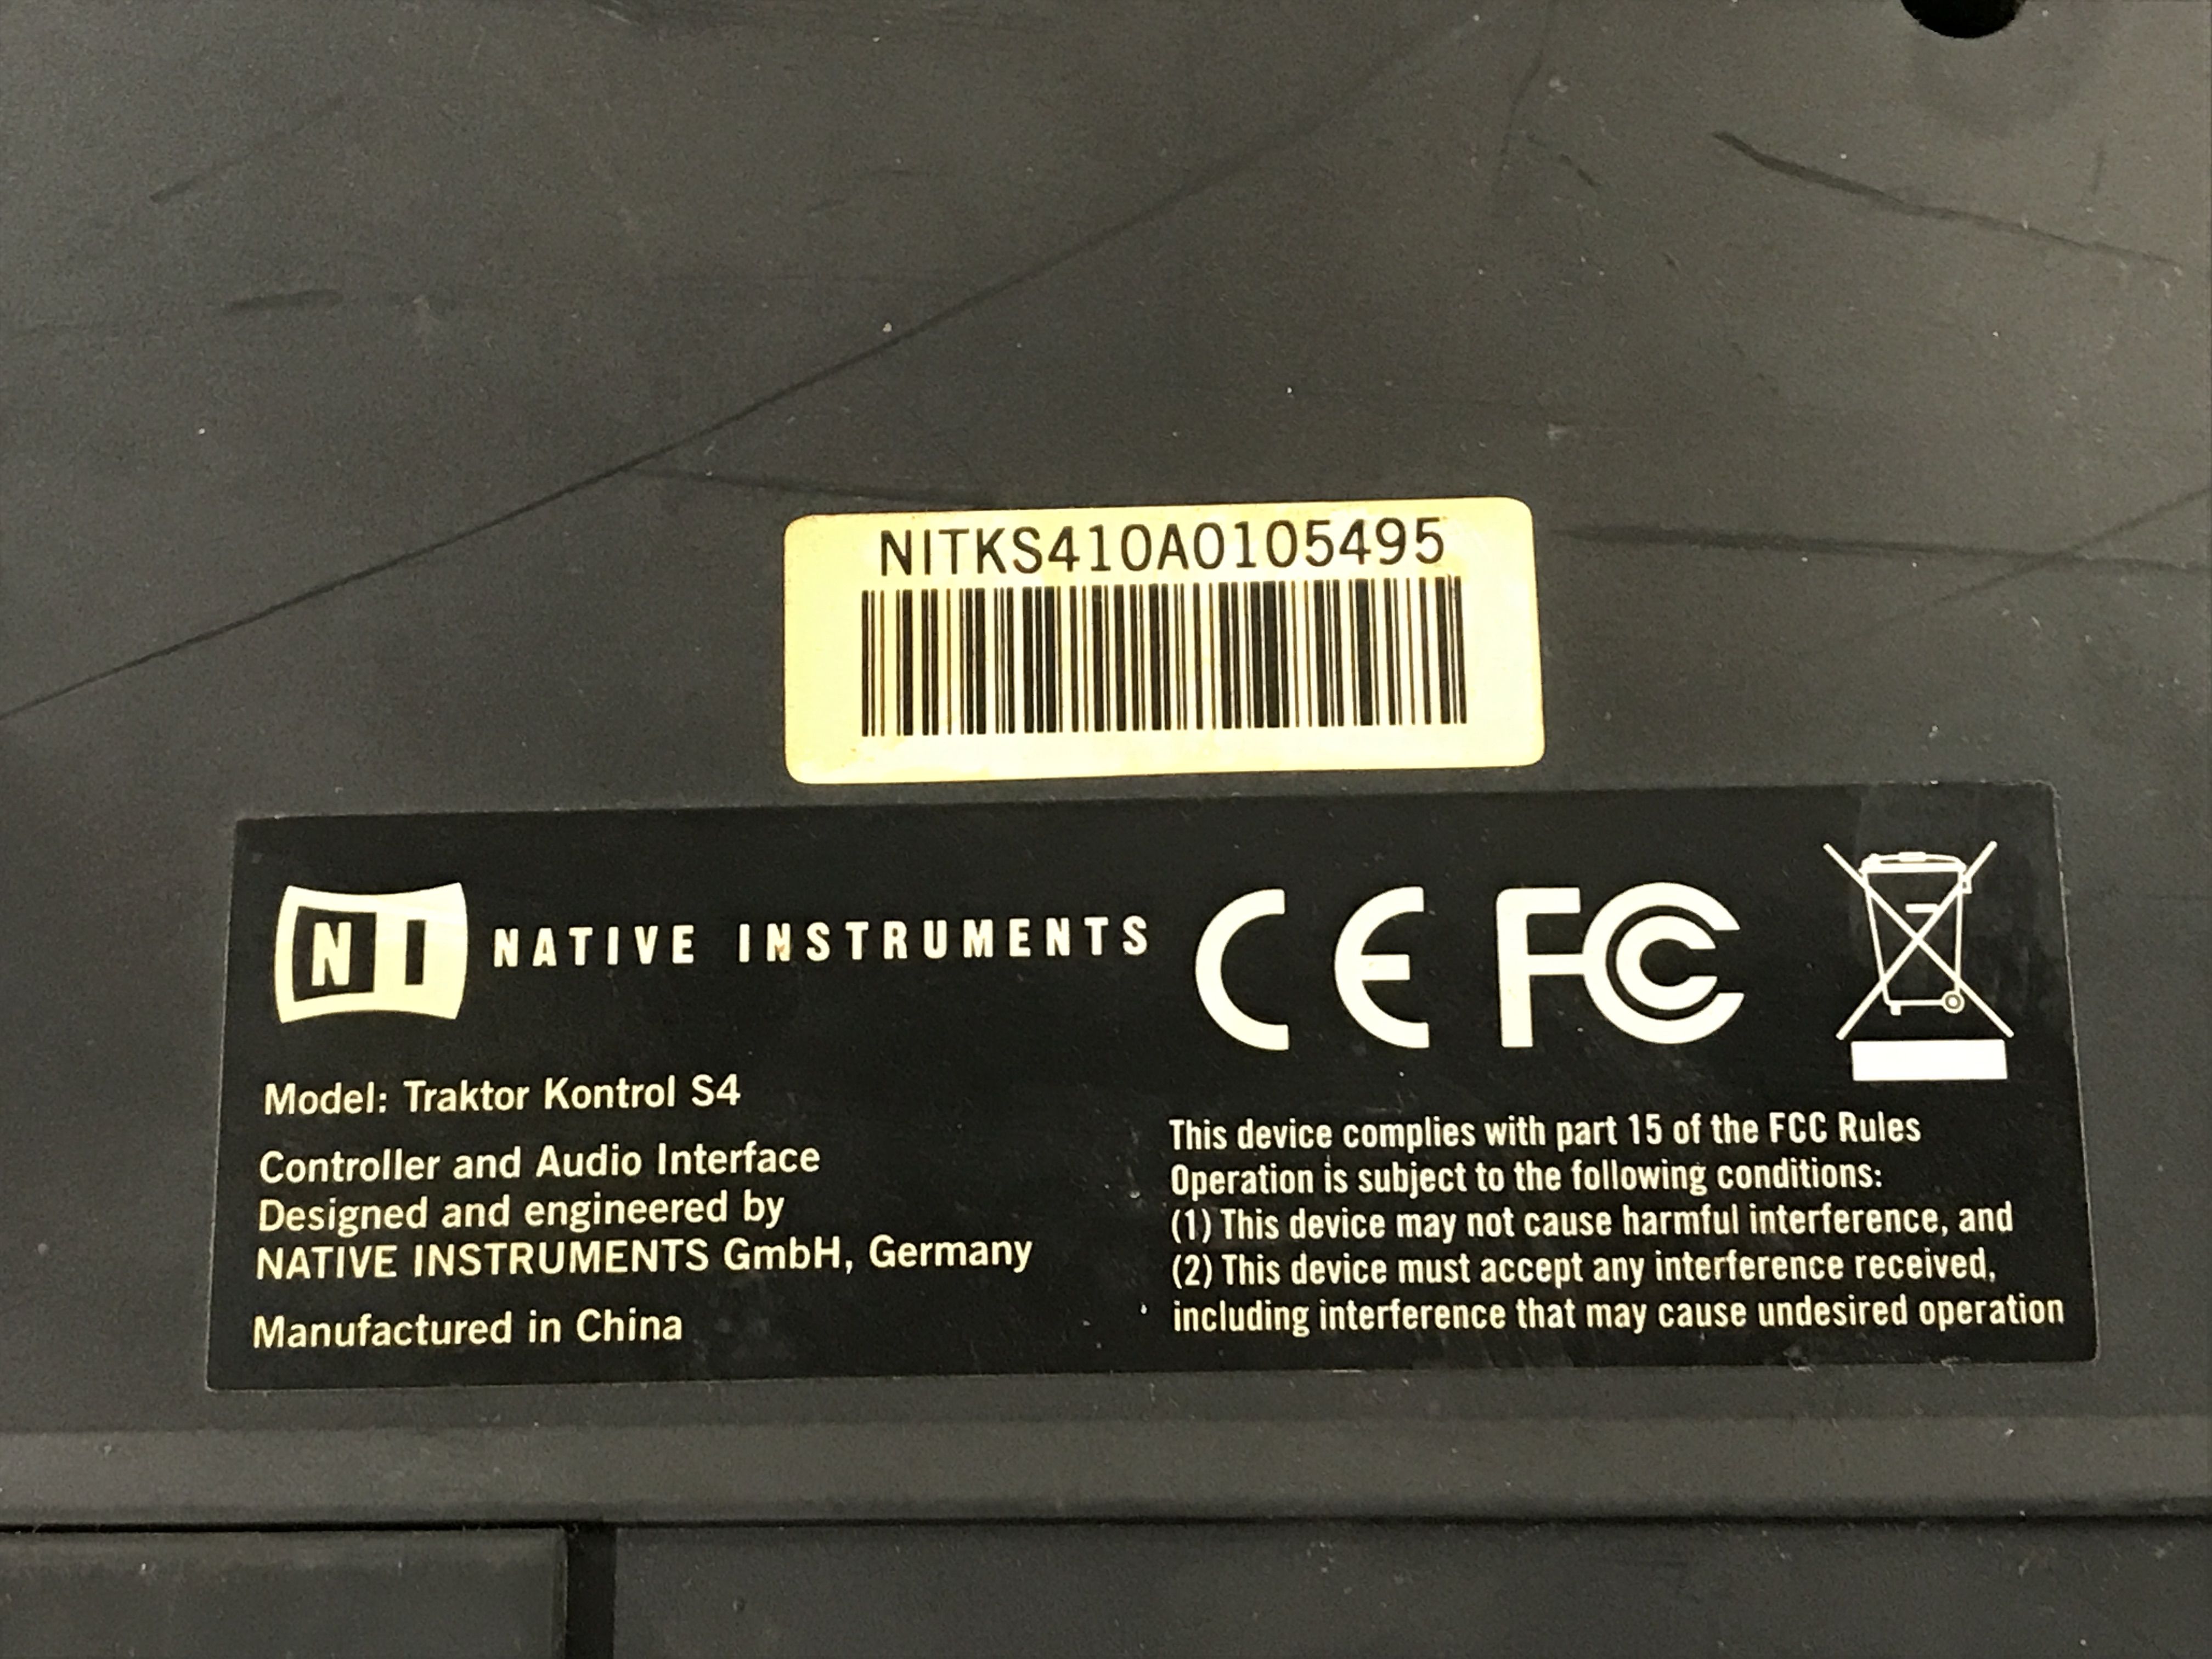 NITKS410A0105495
NI NATIVE INSTRUMENTS CE FC
Model: Traktor Kontrol S4
Controller and Audio Interface
Designed and engineered by
NATIVE INSTRUMENTS GmbH, Germany
Manufactured in China
This device complies with part 15 of the FCC Rules
Operation is subject to the following conditions:
(1) This device may not cause harmful interference, and
(2) This device must accept any interference received,
including interference that may cause undesired operation